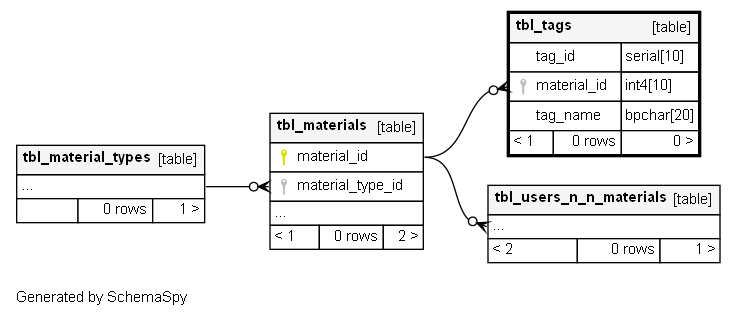 tbl_tags [table]
tag_id serial[10]
material_id int4[10]
tag_name bpchar[20]
< 1 0 rows 0 >
tbl_materials [table]
material_id
material_type_id
...
< 1 0 rows 2 >
tbl_material_types [table]
...
0 rows 1 >
tbl_users_n_n_materials [table]
...
< 2 0 rows 1 >
Generated by SchemaSpy